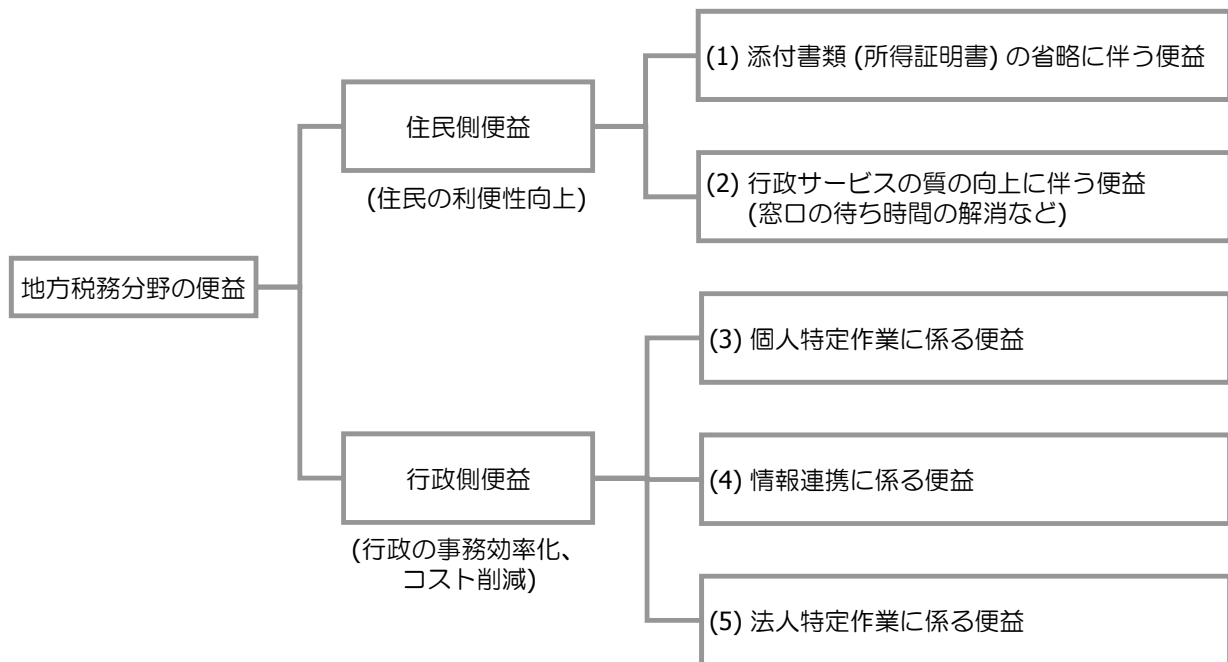 (1) 添付書類 (所得証明書) の省略に伴う便益
住民側便益
(住民の利便性向上)
(2) 行政サービスの質の向上に伴う便益
(窓口の待ち時間の解消など)
地方税務分野の便益
(3) 個人特定作業に係る便益
行政側便益
(行政の事務効率化、
コスト削減)
(4) 情報連携に係る便益
(5) 法人特定作業に係る便益